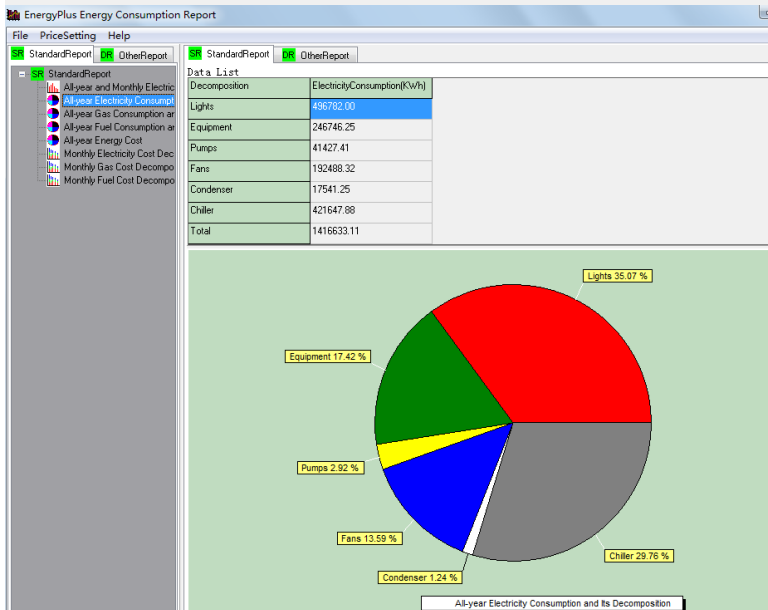 EnergyPlus Energy Consumption Report
File PriceSetting Help
SR StandardReport DR OtherReport
SR StandardReport
All-year and Monthly Electric
All-year Electricity Consumpt
All-year Gas Consumption ar
All-year Fuel Consumption ar
All-year Energy Cost
Monthly Electricity Cost Dec
Monthly Gas Cost Decompo
Monthly Fuel Cost Decompo
SR StandardReport DR OtherReport
Data List
Decomposition ElectricityConsumption(KWh)
Lights 496782.00
Equipment 246746.25
Pumps 41427.41
Fans 192488.32
Condenser 17541.25
Chiller 421647.88
Total 1416633.11
Lights 35.07 %
Equipment 17.42 %
Pumps 2.92 %
Fans 13.59 %
Condenser 1.24 %
Chiller 29.76 %
All-year Electricity Consumption and Its Decomposition